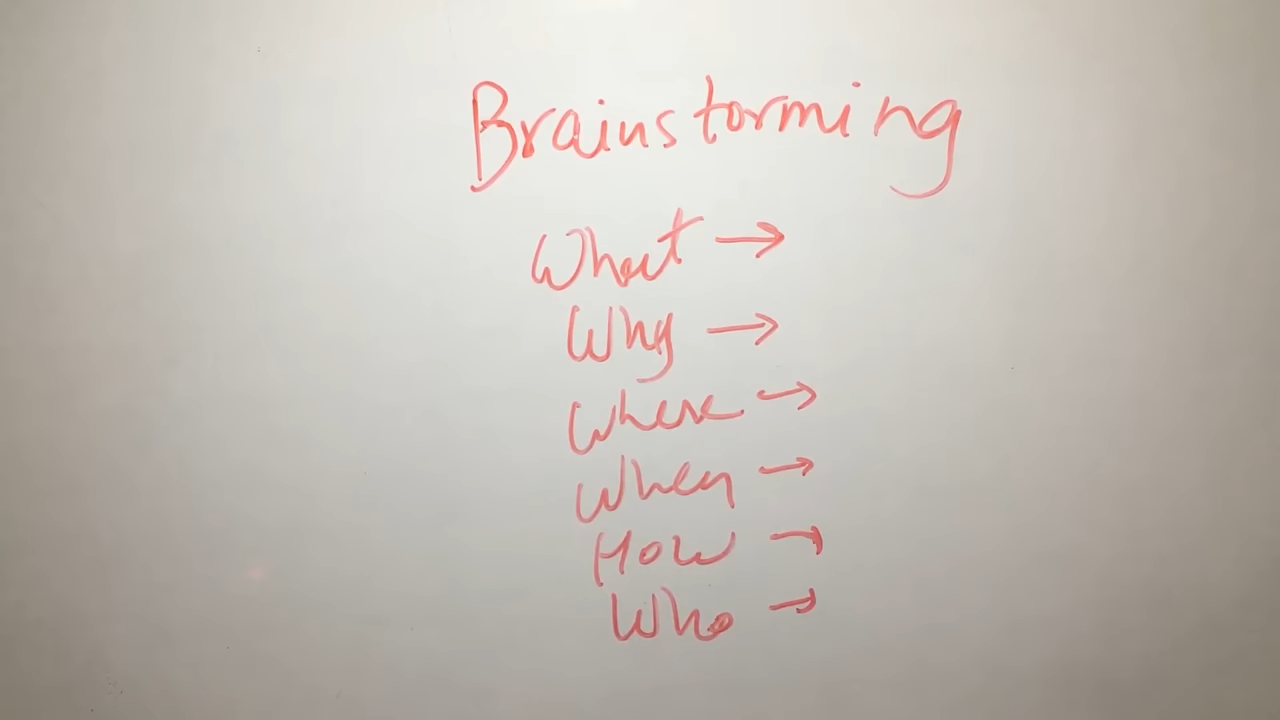 Brainstorming
What →
Why →
Where →
When →
How →
Who →